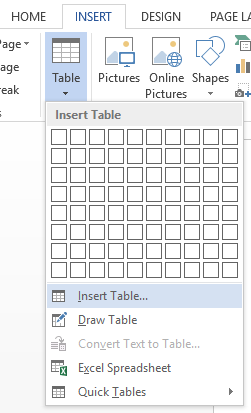 HOME INSERT DESIGN PAGE LA
Page
age
reak
Table
Pictures
Online
Pictures
Shapes
Insert Table
Insert Table...
Draw Table
Convert Text to Table...
Excel Spreadsheet
Quick Tables